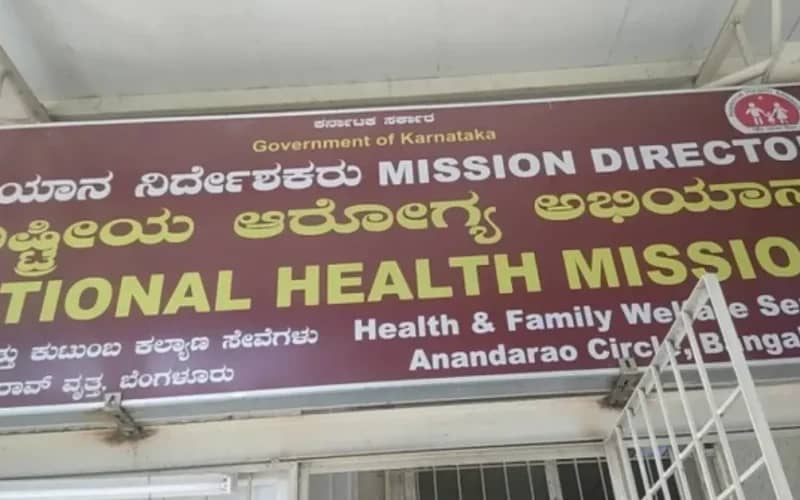 ಕರ್ನಾಟಕ ಸರ್ಕಾರ
Government of Karnataka
ಯಾನ ನಿರ್ದೇಶಕರು MISSION DIRECTO
ಷ್ಟ್ರೀಯ ಆರೋಗ್ಯ ಅಭಿಯಾನ
TIONAL HEALTH MISSIO
ತ್ತು ಕುಟುಂಬ ಕಲ್ಯಾಣ ಸೇವೆಗಳು Health & Family Welfare Se
ರಾವ್ ವೃತ್ತ, ಬೆಂಗಳೂರು Anandarao Circle, Bangal